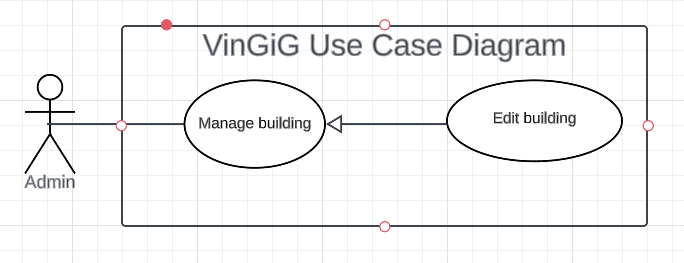 VinGiG Use Case Diagram
Manage building
Edit building
Admin